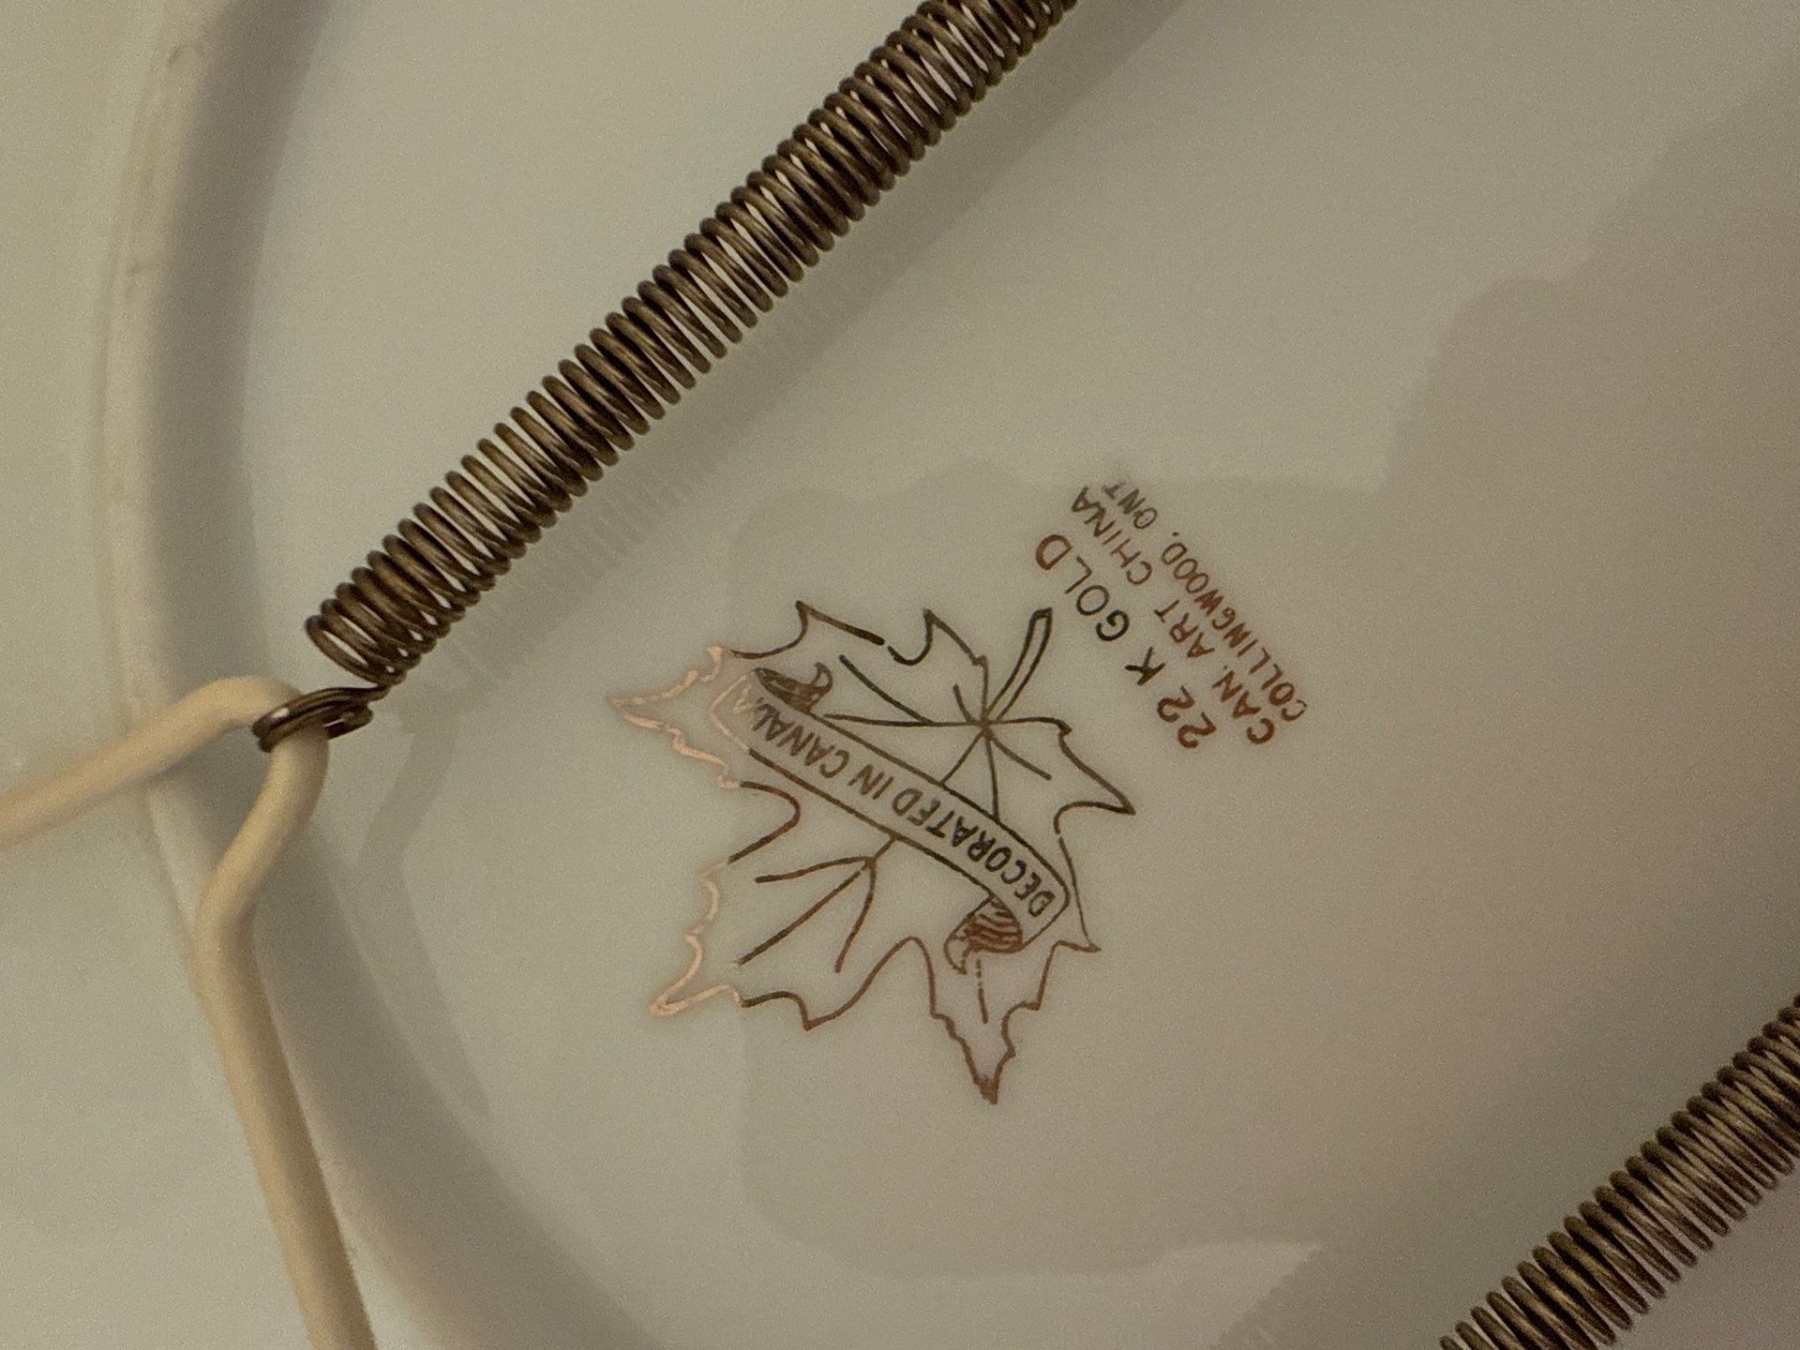 DECORATED IN CANADA
22 K GOLD
CAN. ART CHINA
COLLINGWOOD, ONT